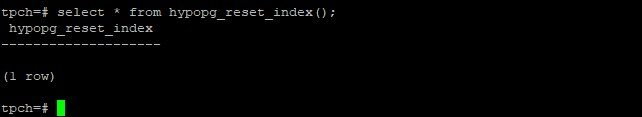 tpch=# select * from hypopg_reset_index();
 hypopg_reset_index
--------------------

(1 row)

tpch=#